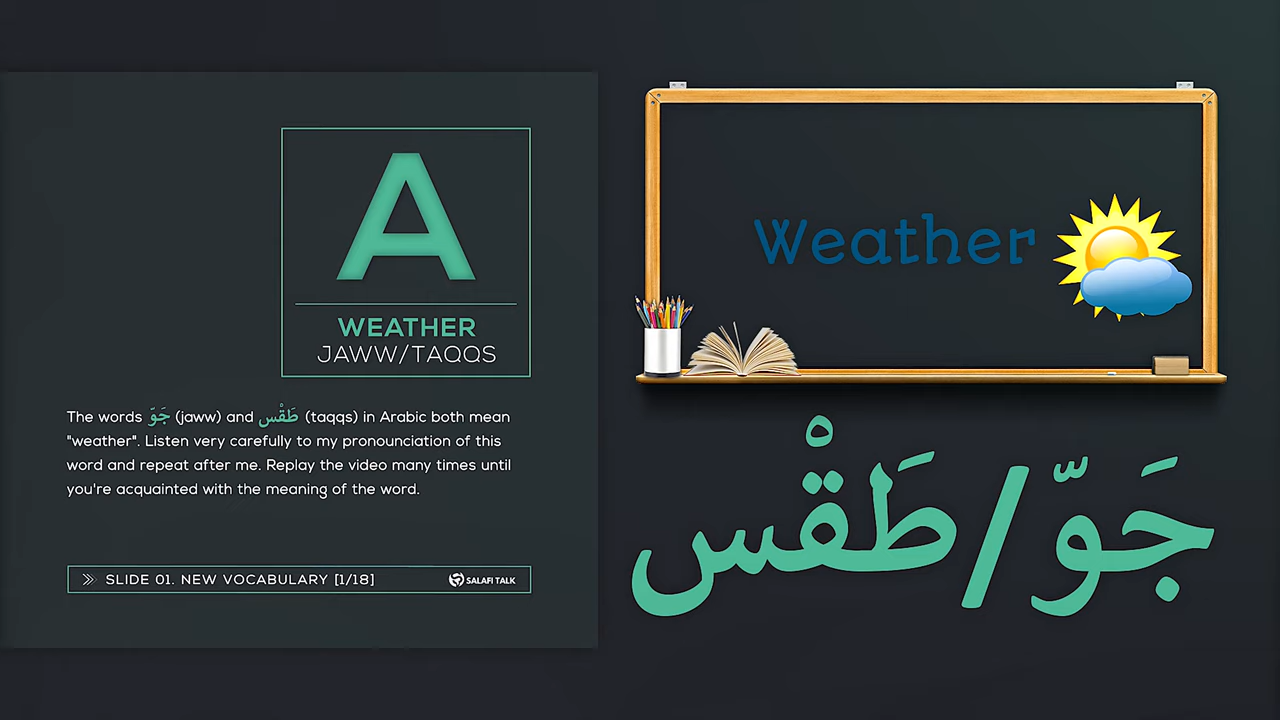 A
WEATHER
JAWW/TAQQS
The words جَوّ (jaww) and طَقْس (taqqs) in Arabic both mean
"weather". Listen very carefully to my pronounciation of this
word and repeat after me. Replay the video many times until
you're acquainted with the meaning of the word.
SLIDE 01. NEW VOCABULARY [1/18]
SALAFI TALK
Weather
جَوّ/طَقْس